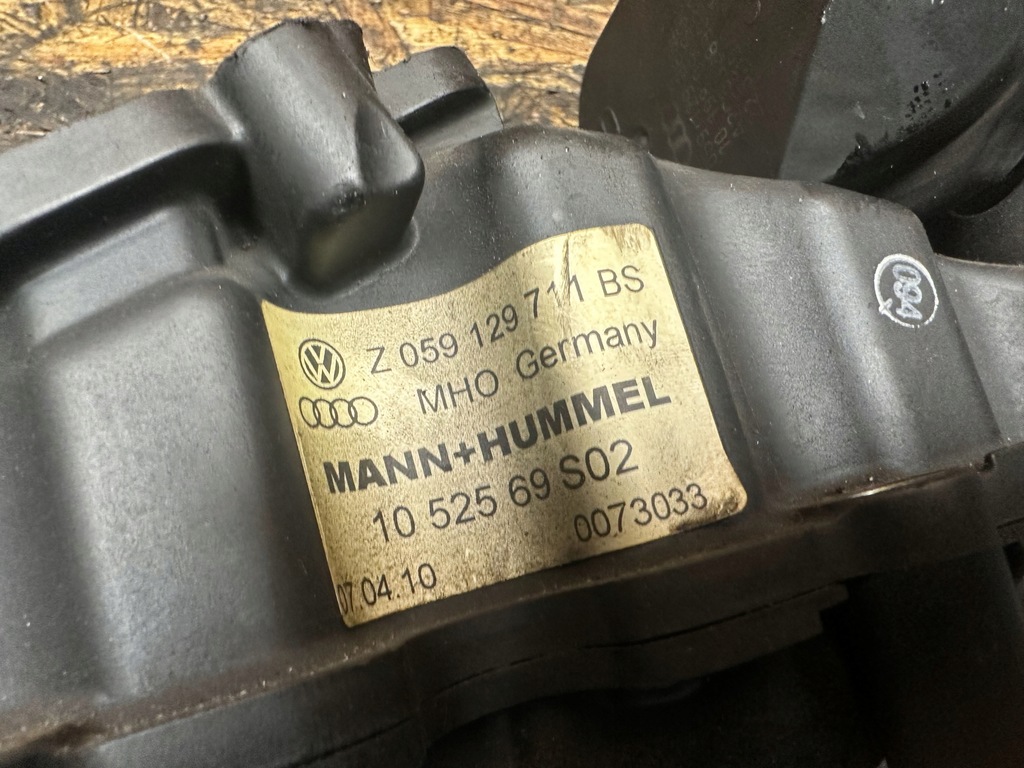 Z 059 129 711 BS
MHO Germany
MANN+HUMMEL
10 525 69 S02
0073033
07.04.10
094